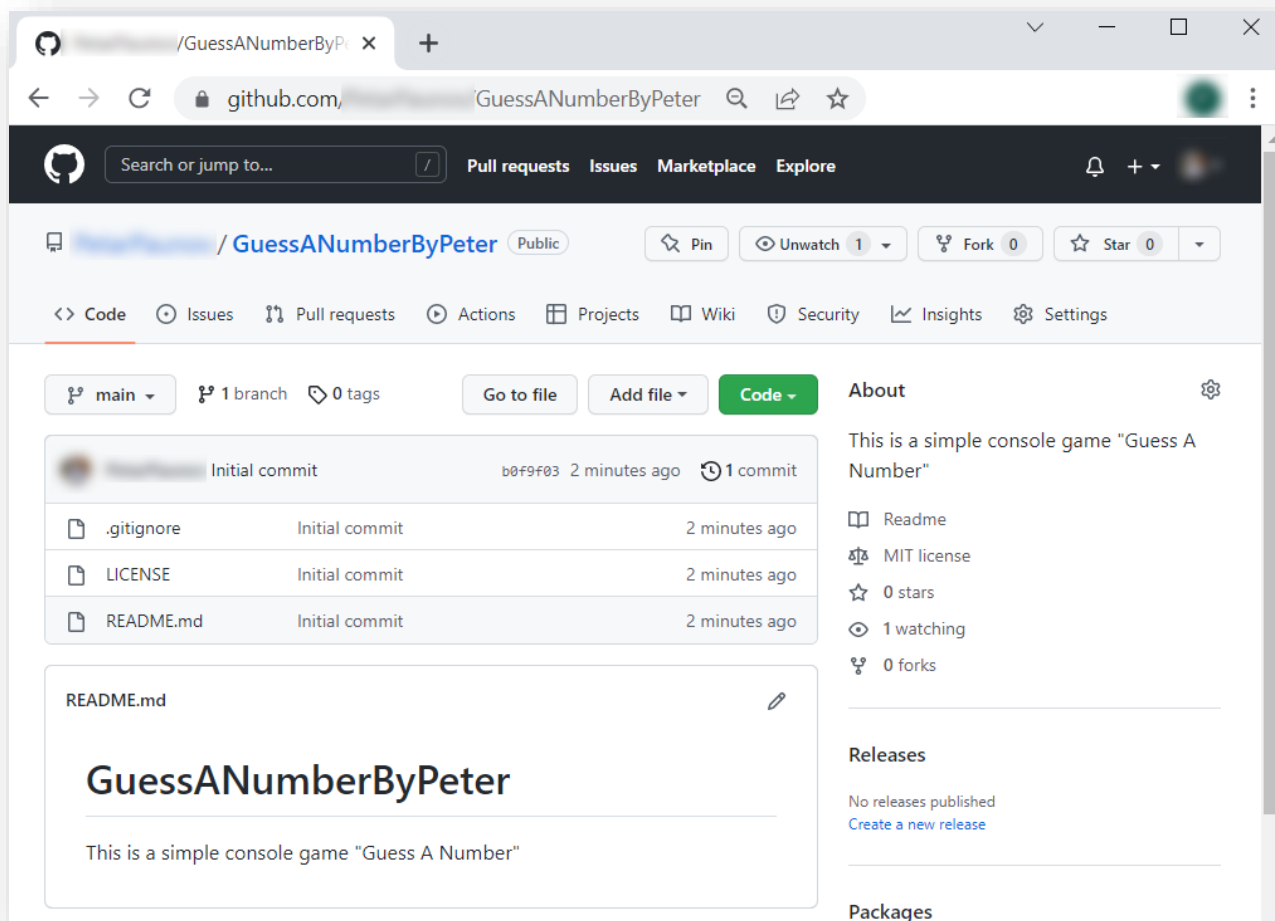 /GuessANumberByP
github.com/ /GuessANumberByPeter
Search or jump to... /
Pull requests Issues Marketplace Explore
/ GuessANumberByPeter Public
Pin Unwatch 1 Fork 0 Star 0
Code Issues Pull requests Actions Projects Wiki Security Insights Settings
main 1 branch 0 tags Go to file Add file Code
Initial commit b0f9f03 2 minutes ago 1 commit
.gitignore Initial commit 2 minutes ago
LICENSE Initial commit 2 minutes ago
README.md Initial commit 2 minutes ago
README.md
GuessANumberByPeter
This is a simple console game "Guess A Number"
About
This is a simple console game "Guess A
Number"
Readme
MIT license
0 stars
1 watching
0 forks
Releases
No releases published
Create a new release
Packages